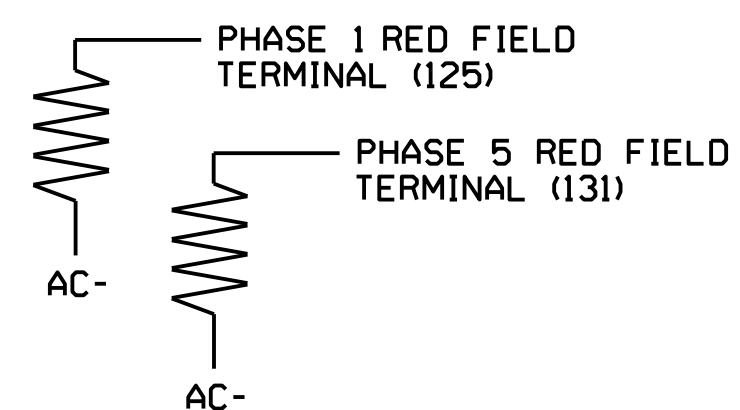 PHASE 1 RED FIELD
TERMINAL (125)
PHASE 5 RED FIELD
TERMINAL (131)
AC-
AC-